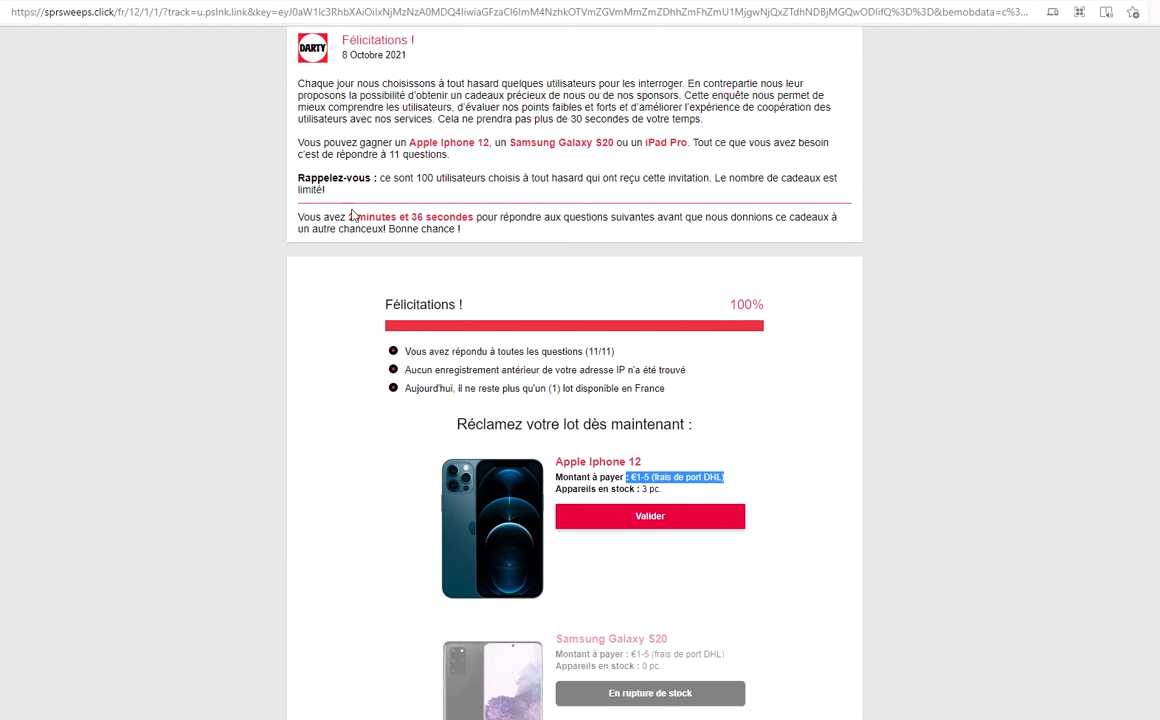 https://sprsweeps.click/fr/12/1/1/?track=u.pslnk.link&key=
DARTY
Félicitations !
8 Octobre 2021
Chaque jour nous choisissons à tout hasard quelques utilisateurs pour les interroger. En contrepartie nous leur
proposons la possibilité d'obtenir un cadeaux précieux de nous ou de nos sponsors. Cette enquête nous permet de
mieux comprendre les utilisateurs, d'évaluer nos points faibles et forts et d'améliorer l'expérience de coopération des
utilisateurs avec nos services. Cela ne prendra pas plus de 30 secondes de votre temps.
Vous pouvez gagner un Apple Iphone 12, un Samsung Galaxy S20 ou un iPad Pro. Tout ce que vous avez besoin
c'est de répondre à 11 questions.
Rappelez-vous : ce sont 100 utilisateurs choisis à tout hasard qui ont reçu cette invitation. Le nombre de cadeaux est
limité!
Vous avez minutes et 36 secondes pour répondre aux questions suivantes avant que nous donnions ce cadeau à
un autre chanceux! Bonne chance !
Félicitations !
100%
Vous avez répondu à toutes les questions (11/11)
Aucun enregistrement antérieur de votre adresse IP n'a été trouvé
Aujourd'hui, il ne reste plus qu'un (1) lot disponible en France
Réclamez votre lot dès maintenant :
Apple Iphone 12
Montant à payer : €1-5 (frais de port DHL)
Appareils en stock : 3 pc.
Valider
Samsung Galaxy S20
Montant à payer : €1-5 (frais de port DHL)
Appareils en stock : 0 pc.
En rupture de stock